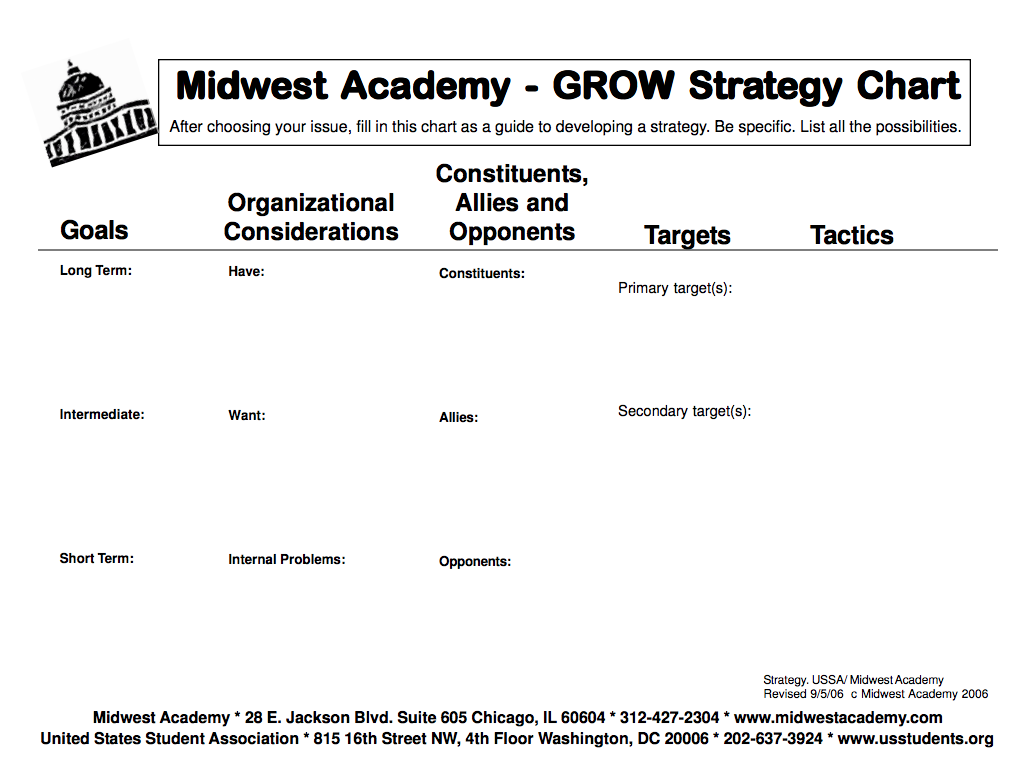 Midwest Academy - GROW Strategy Chart
After choosing your issue, fill in this chart as a guide to developing a strategy. Be specific. List all the possibilities.
Goals
Organizational
Considerations
Constituents,
Allies and
Opponents
Targets
Tactics
Long Term:
Have:
Constituents:
Primary target(s):
Intermediate:
Want:
Allies:
Secondary target(s):
Short Term:
Internal Problems:
Opponents:
Strategy. USSA/ Midwest Academy
Revised 9/5/06 c Midwest Academy 2006
Midwest Academy * 28 E. Jackson Blvd. Suite 605 Chicago, IL 60604 * 312-427-2304 * www.midwestacademy.com
United States Student Association * 815 16th Street NW, 4th Floor Washington, DC 20006 * 202-637-3924 * www.usstudents.org